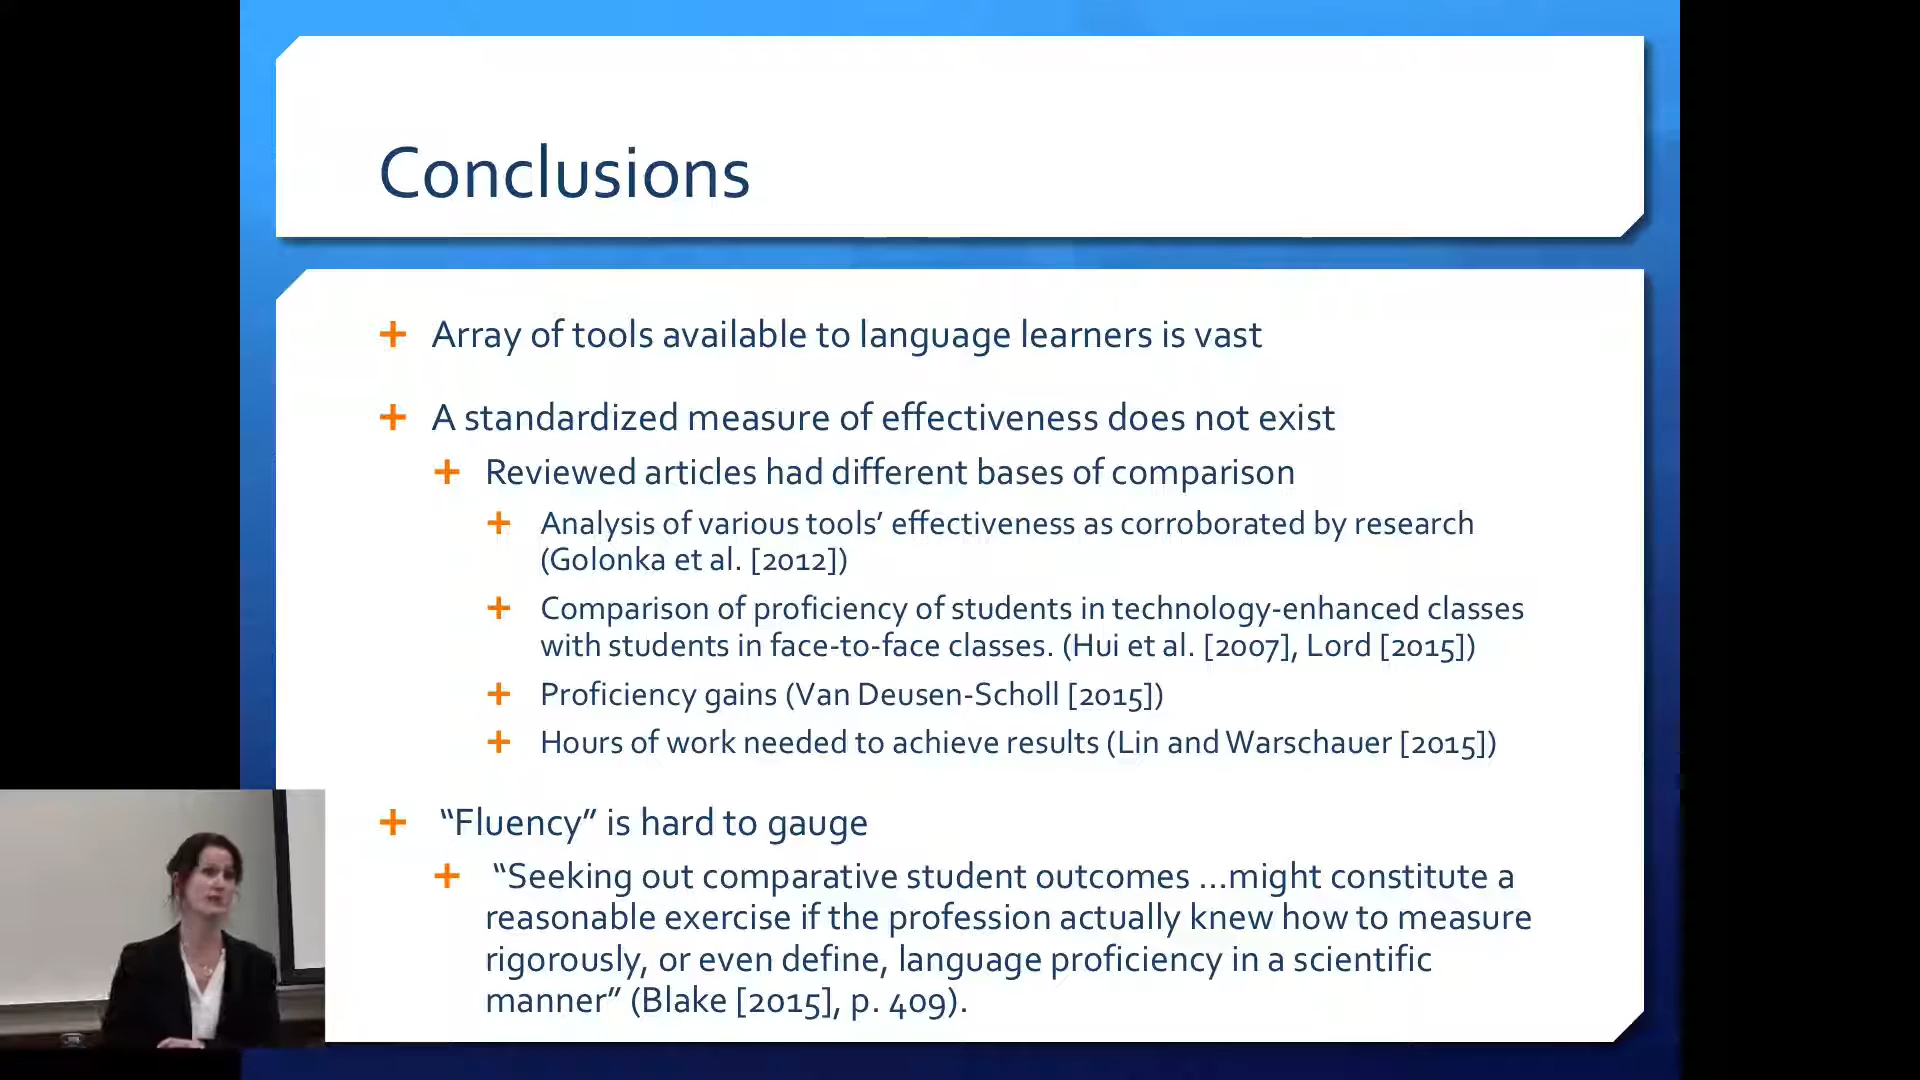 Conclusions
Array of tools available to language learners is vast
A standardized measure of effectiveness does not exist
Reviewed articles had different bases of comparison
Analysis of various tools’ effectiveness as corroborated by research
(Golonka et al. [2012])
Comparison of proficiency of students in technology-enhanced classes
with students in face-to-face classes. (Hui et al. [2007], Lord [2015])
Proficiency gains (Van Deusen-Scholl [2015])
Hours of work needed to achieve results (Lin and Warschauer [2015])
“Fluency” is hard to gauge
“Seeking out comparative student outcomes ...might constitute a
reasonable exercise if the profession actually knew how to measure
rigorously, or even define, language proficiency in a scientific
manner” (Blake [2015], p. 409).